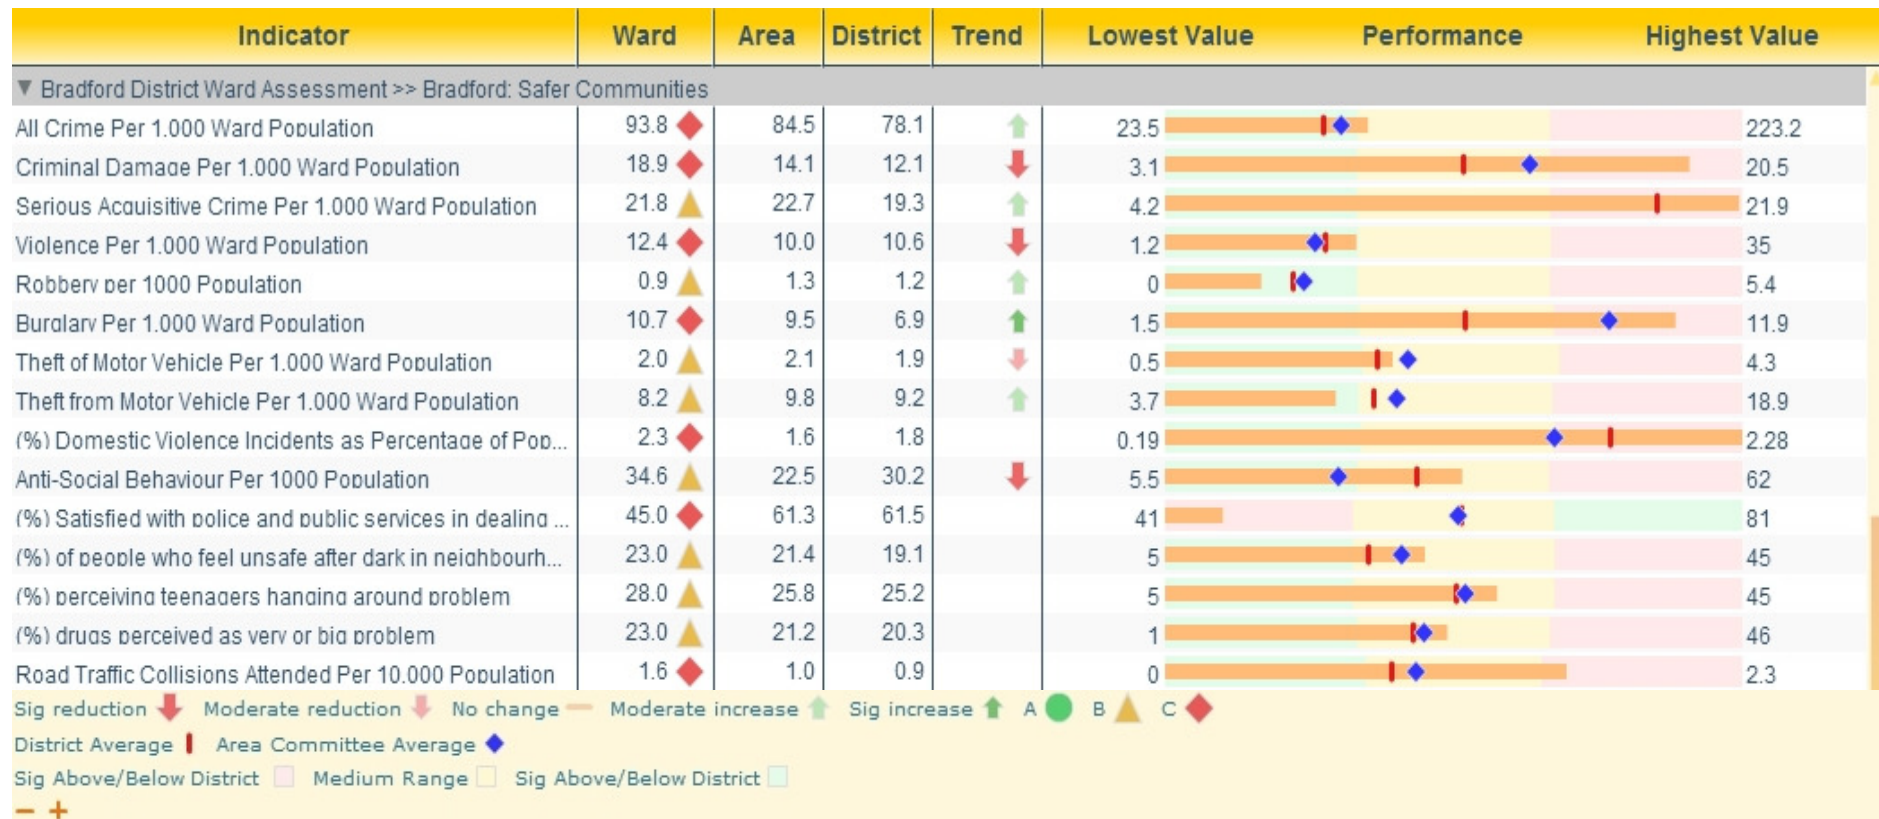 Indicator Ward Area District Trend Lowest Value Performance Highest Value
Bradford District Ward Assessment >> Bradford: Safer Communities
All Crime Per 1.000 Ward Population 93.8 84.5 78.1 23.5 223.2
Criminal Damage Per 1.000 Ward Population 18.9 14.1 12.1 3.1 20.5
Serious Acquisitive Crime Per 1.000 Ward Population 21.8 22.7 19.3 4.2 21.9
Violence Per 1.000 Ward Population 12.4 10.0 10.6 1.2 35
Robbery per 1000 Population 0.9 1.3 1.2 0 5.4
Burglary Per 1.000 Ward Population 10.7 9.5 6.9 1.5 11.9
Theft of Motor Vehicle Per 1.000 Ward Population 2.0 2.1 1.9 0.5 4.3
Theft from Motor Vehicle Per 1.000 Ward Population 8.2 9.8 9.2 3.7 18.9
(%) Domestic Violence Incidents as Percentage of Pop... 2.3 1.6 1.8 0.19 2.28
Anti-Social Behaviour Per 1000 Population 34.6 22.5 30.2 5.5 62
(%) Satisfied with police and public services in dealing ... 45.0 61.3 61.5 41 81
(%) of people who feel unsafe after dark in neighbourh... 23.0 21.4 19.1 5 45
(%) perceiving teenagers hanging around problem 28.0 25.8 25.2 5 45
(%) drugs perceived as very or big problem 23.0 21.2 20.3 1 46
Road Traffic Collisions Attended Per 10.000 Population 1.6 1.0 0.9 0 2.3
Sig reduction Moderate reduction No change Moderate increase Sig increase A B C
District Average Area Committee Average
Sig Above/Below District Medium Range Sig Above/Below District